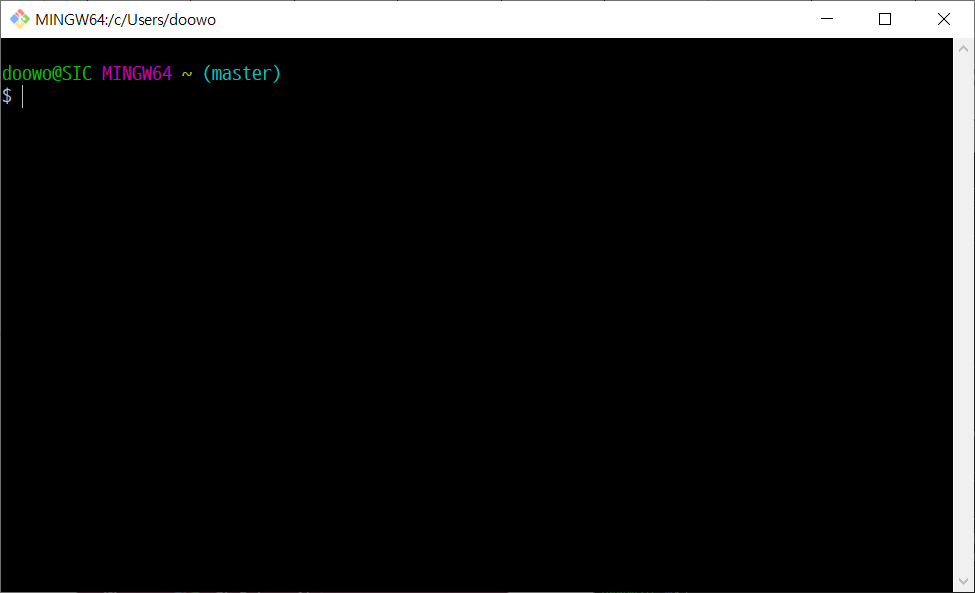 MINGW64:/c/Users/doowo
doowo@SIC MINGW64 ~ (master)
$